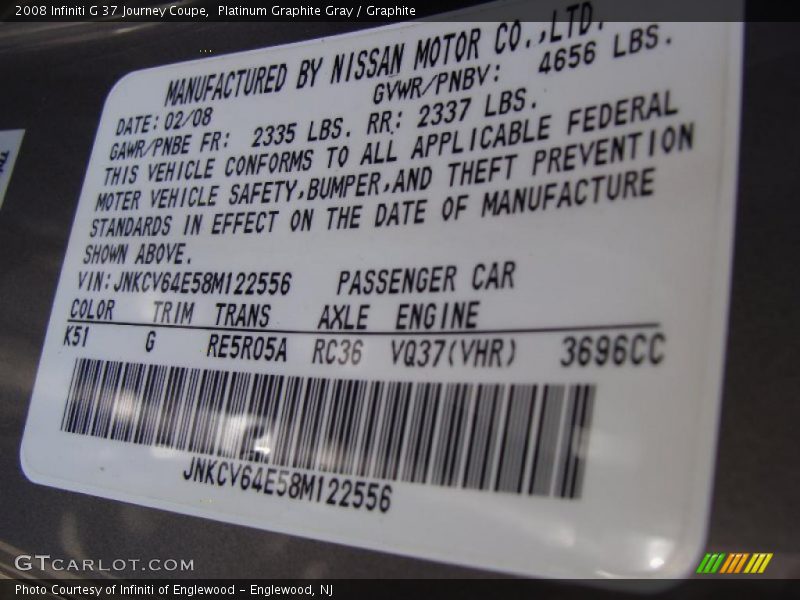 2008 Infiniti G 37 Journey Coupe,  Platinum Graphite Gray / Graphite
MANUFACTURED BY NISSAN MOTOR CO.,LTD.
DATE:02/08 GVWR/PNBV: 4656 LBS.
GAWR/PNBE FR: 2335 LBS. RR: 2337 LBS.
THIS VEHICLE CONFORMS TO ALL APPLICABLE FEDERAL
MOTER VEHICLE SAFETY,BUMPER,AND THEFT PREVENTION
STANDARDS IN EFFECT ON THE DATE OF MANUFACTURE
SHOWN ABOVE.
VIN:JNKCV64E58M122556 PASSENGER CAR
COLOR TRIM TRANS AXLE ENGINE
K51 G RE5R05A RC36 VQ37(VHR) 3696CC
JNKCV64E58M122556
GTCARLOT.COM
Photo Courtesy of Infiniti of Englewood – Englewood, NJ